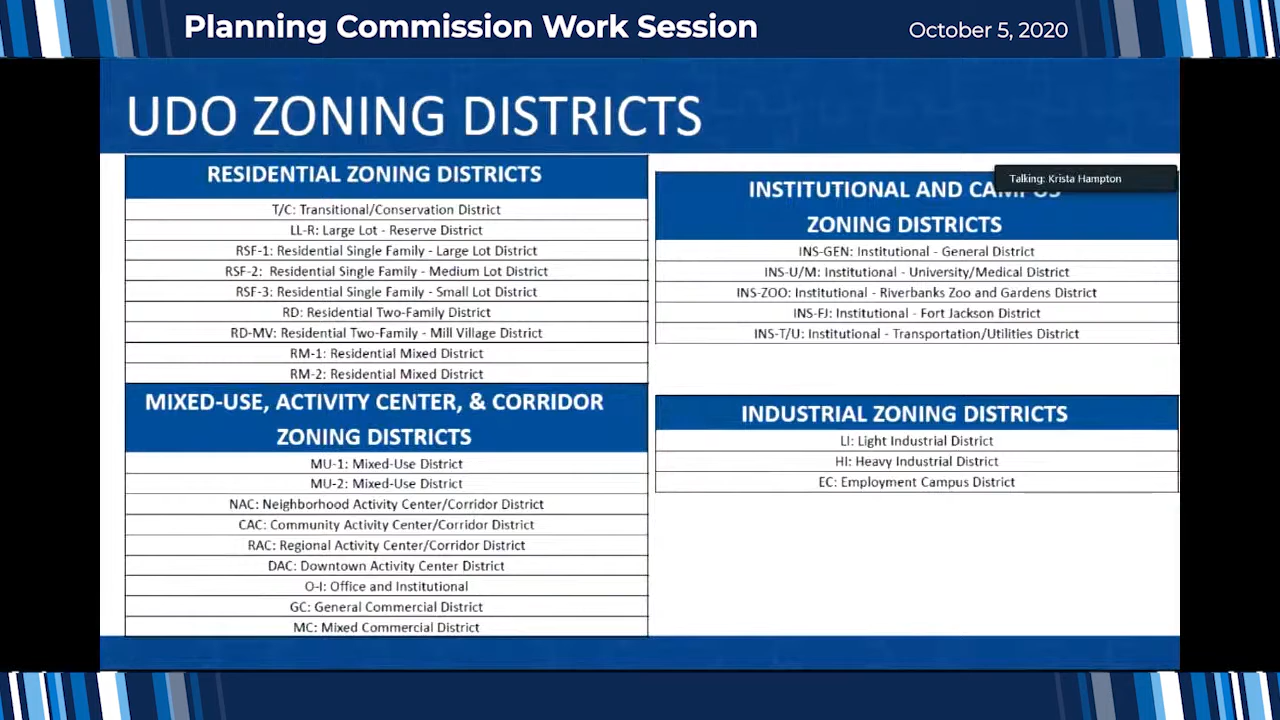 Planning Commission Work Session
October 5, 2020
UDO ZONING DISTRICTS
RESIDENTIAL ZONING DISTRICTS
T/C: Transitional/Conservation District
LL-R: Large Lot - Reserve District
RSF-1: Residential Single Family - Large Lot District
RSF-2: Residential Single Family - Medium Lot District
RSF-3: Residential Single Family - Small Lot District
RD: Residential Two-Family District
RD-MV: Residential Two-Family - Mill Village District
RM-1: Residential Mixed District
RM-2: Residential Mixed District
MIXED-USE, ACTIVITY CENTER, & CORRIDOR
ZONING DISTRICTS
MU-1: Mixed-Use District
MU-2: Mixed-Use District
NAC: Neighborhood Activity Center/Corridor District
CAC: Community Activity Center/Corridor District
RAC: Regional Activity Center/Corridor District
DAC: Downtown Activity Center District
O-I: Office and Institutional
GC: General Commercial District
MC: Mixed Commercial District
Talking: Krista Hampton
INSTITUTIONAL AND CAMPUS
ZONING DISTRICTS
INS-GEN: Institutional - General District
INS-U/M: Institutional - University/Medical District
INS-ZOO: Institutional - Riverbanks Zoo and Gardens District
INS-FJ: Institutional - Fort Jackson District
INS-T/U: Institutional - Transportation/Utilities District
INDUSTRIAL ZONING DISTRICTS
LI: Light Industrial District
HI: Heavy Industrial District
EC: Employment Campus District